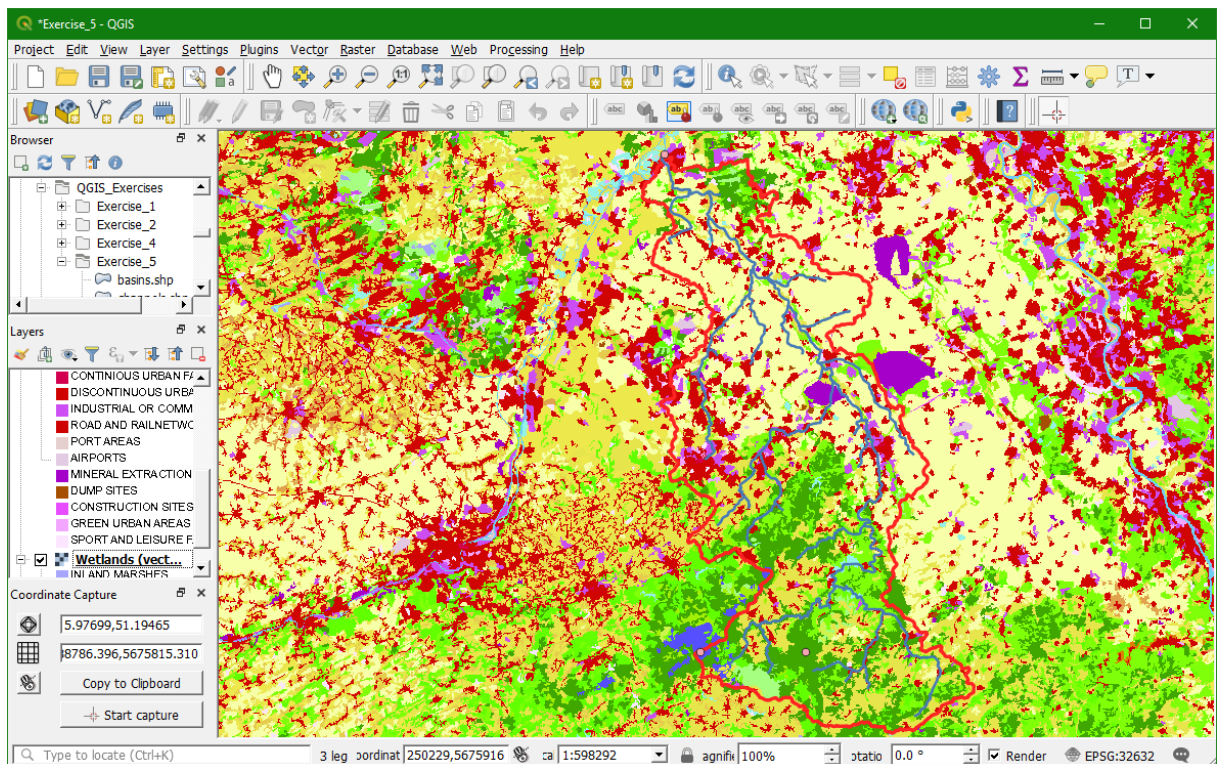 *Exercise_5 - QGIS
Project Edit View Layer Settings Plugins Vector Raster Database Web Processing Help
Browser
QGIS_Exercises
Exercise_1
Exercise_2
Exercise_4
Exercise_5
basins.shp
Layers
CONTINIOUS URBAN FA
DISCONTINUOUS URBA
INDUSTRIAL OR COMM
ROAD AND RAILNETWC
PORT AREAS
AIRPORTS
MINERAL EXTRACTION
DUMP SITES
CONSTRUCTION SITES
GREEN URBAN AREAS
SPORT AND LEISURE F.
Wetlands (vect...
INLAND MARSHES
Coordinate Capture
5.97699,51.19465
8786.396,5675815.310
Copy to Clipboard
Start capture
Type to locate (Ctrl+K) 3 leg oordinat 250229,5675916 ca 1:598292 agnifie 100% otatio 0.0 ° Render EPSG:32632